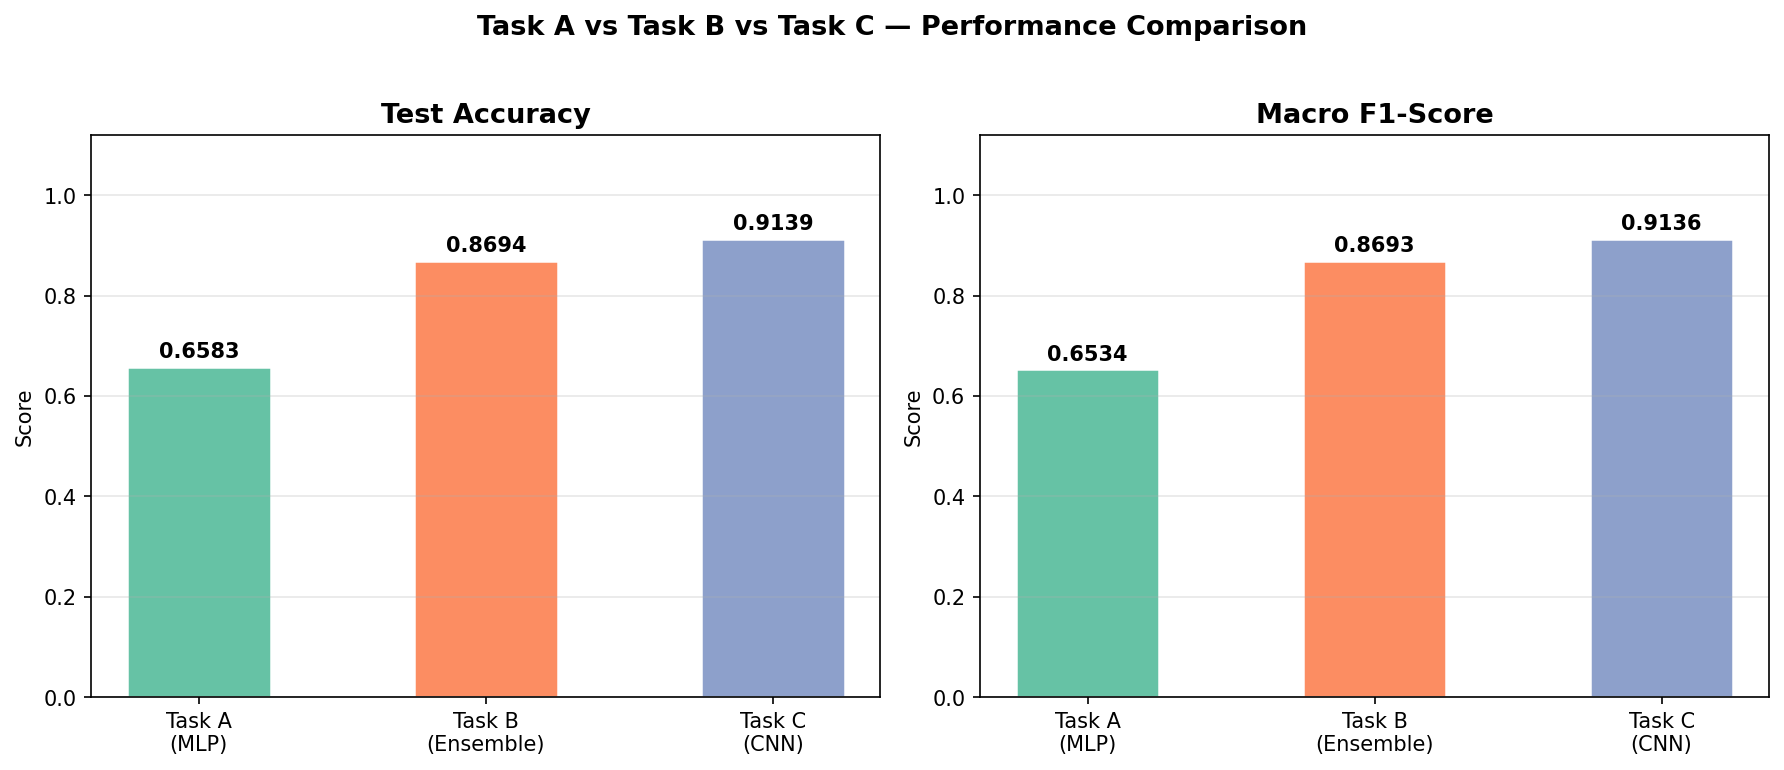 Task A vs Task B vs Task C — Performance Comparison
Test Accuracy
Score
1.0
0.8
0.6
0.4
0.2
0.0
0.6583
0.8694
0.9139
Task A
(MLP)
Task B
(Ensemble)
Task C
(CNN)
Macro F1-Score
Score
1.0
0.8
0.6
0.4
0.2
0.0
0.6534
0.8693
0.9136
Task A
(MLP)
Task B
(Ensemble)
Task C
(CNN)